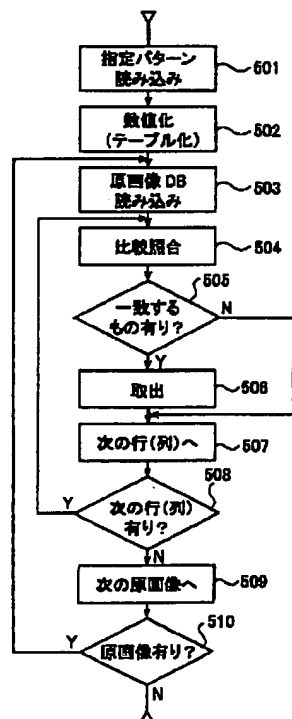 指定パターン
読み込み
501
数値化
(テーブル化)
502
原画像DB
読み込み
503
比較照合
504
505
一致する
もの有り?
N
Y
取出
506
次の行(列)へ
507
508
次の行(列)
有り?
Y
N
次の原画像へ
509
510
原画像有り?
Y
N